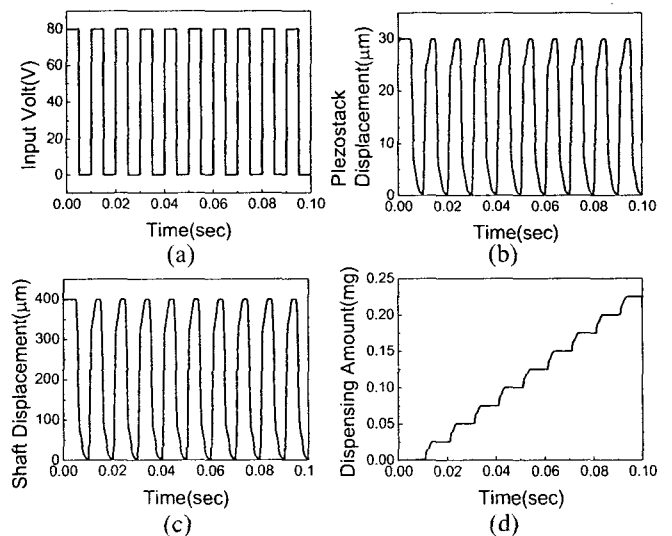 80
60
40
20
0
Input Volt(V)
0.00 0.02 0.04 0.06 0.08 0.10
Time(sec)
(a)
30
20
10
0
Plezostack
Displacement(μm)
0.00 0.02 0.04 0.06 0.08 0.10
Time(sec)
(b)
400
300
200
100
0
Shaft Displacement(μm)
0.00 0.02 0.04 0.06 0.08 0.1
Time(sec)
(c)
0.25
0.20
0.15
0.10
0.05
0.00
Dispensing Amount(mg)
0.00 0.02 0.04 0.06 0.08 0.10
Time(sec)
(d)